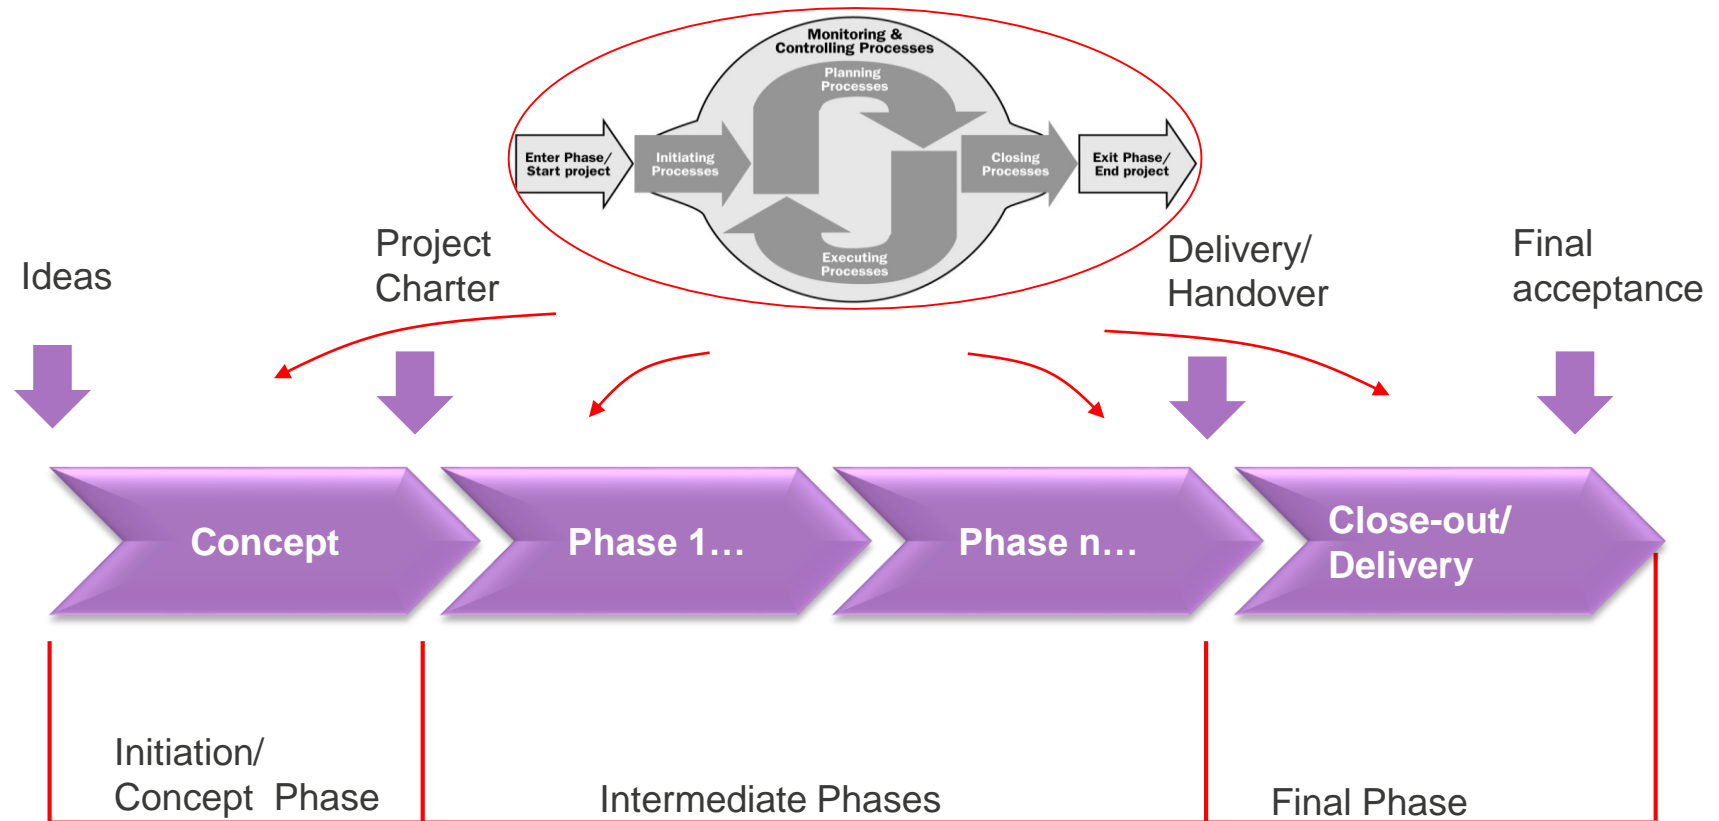 Monitoring &
Controlling Processes
Planning
Processes
Enter Phase/
Start project
Initiating
Processes
Closing
Processes
Exit Phase/
End project
Executing
Processes
Ideas
Project
Charter
Delivery/
Handover
Final
acceptance
Concept
Phase 1...
Phase n...
Close-out/
Delivery
Initiation/
Concept Phase
Intermediate Phases
Final Phase